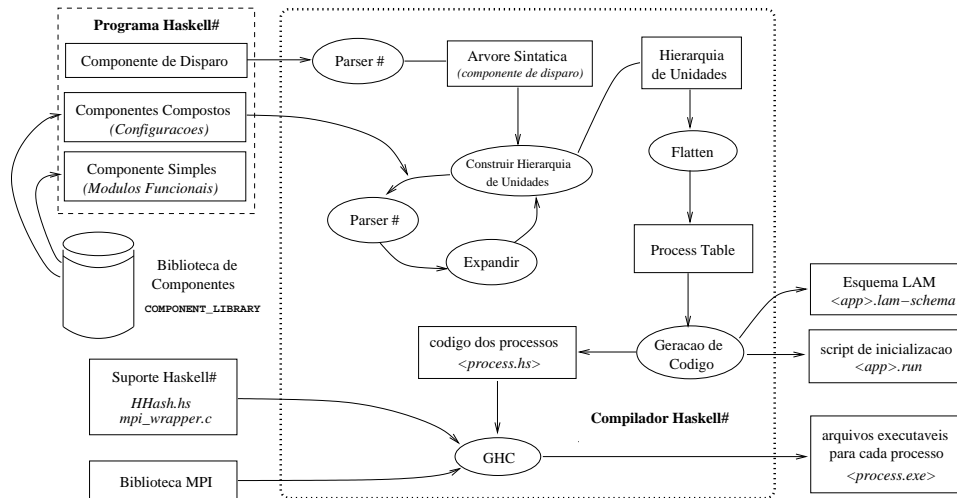 Programa Haskell#
Componente de Disparo
Componentes Compostos
(Configuracoes)
Componente Simples
(Modulos Funcionais)
Biblioteca de
Componentes
COMPONENT_LIBRARY
Suporte Haskell#
HHash.hs
mpi_wrapper.c
Biblioteca MPI
Parser #
Arvore Sintatica
(componente de disparo)
Hierarquia
de Unidades
Construir Hierarquia
de Unidades
Flatten
Parser #
Expandir
Process Table
codigo dos processos
<process.hs>
Geracao de
Codigo
Compilador Haskell#
GHC
Esquema LAM
<app>.lam−schema
script de inicializacao
<app>.run
arquivos executaveis
para cada processo
<process.exe>